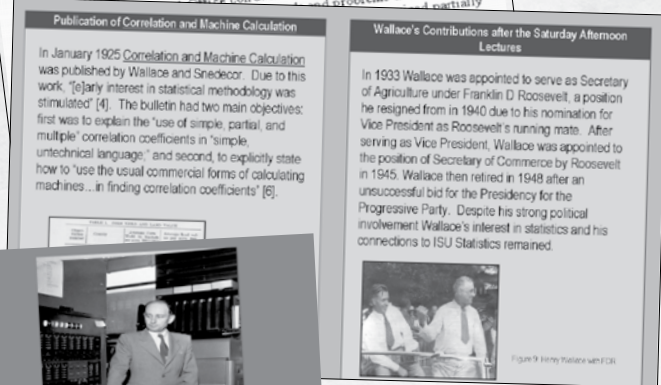 partially
Publication of Correlation and Machine Calculation
In January 1925 Correlation and Machine Calculation
was published by Wallace and Snedecor. Due to this
work, "[e]arly interest in statistical methodology was
stimulated" [4]. The bulletin had two main objectives:
first was to explain the "use of simple, partial, and
multiple" correlation coefficients in "simple,
untechnical language;" and second, to explicitly state
how to "use the usual commercial forms of calculating
machines...in finding correlation coefficients" [6].
Wallace's Contributions after the Saturday Afternoon
Lectures
In 1933 Wallace was appointed to serve as Secretary
of Agriculture under Franklin D Roosevelt, a position
he resigned from in 1940 due to his nomination for
Vice President as Roosevelt's running mate. After
serving as Vice President, Wallace was appointed to
the position of Secretary of Commerce by Roosevelt
in 1945. Wallace then retired in 1948 after an
unsuccessful bid for the Presidency for the
Progressive Party. Despite his strong political
involvement Wallace's interest in statistics and his
connections to ISU Statistics remained.
Figure 9: Henry Wallace with FDR